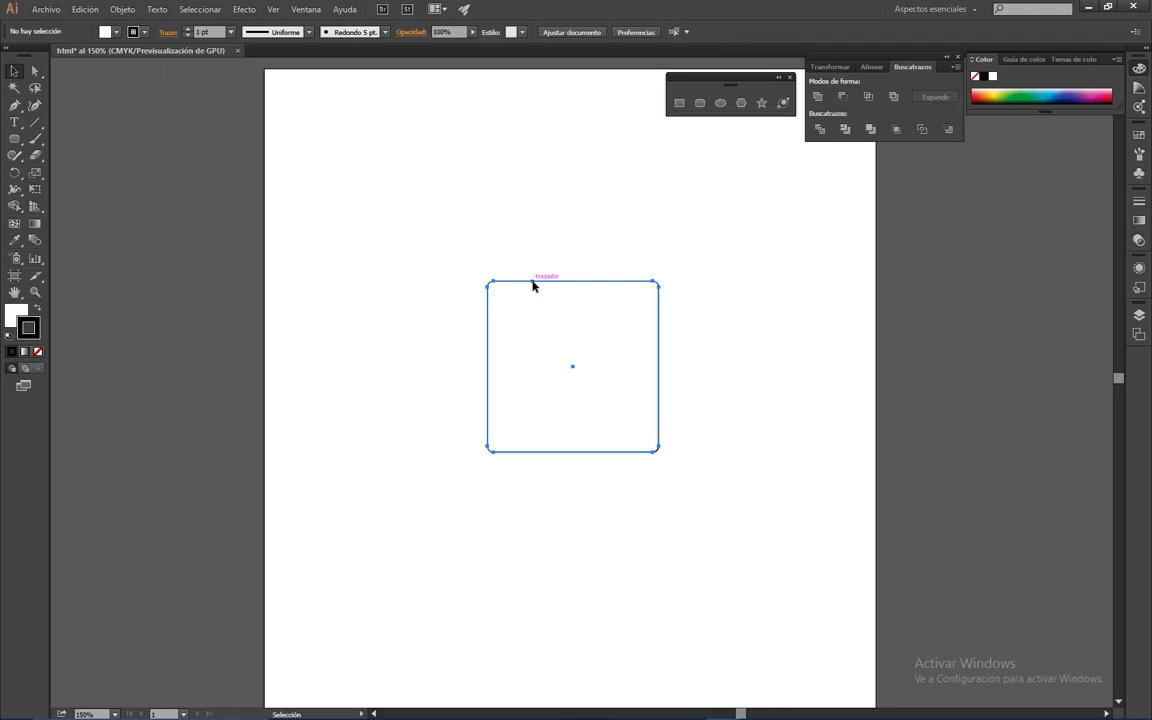 Ai Archivo Edición Objeto Texto Seleccionar Efecto Ver Ventana Ayuda Br St Aspectos esenciales
No hay selección Trazo: 1 pt Uniforme Redondo 5 pt. Opacidad: 100% Estilo: Ajustar documento Preferencias
html* al 150% (CMYK/Previsualización de GPU) ×
Transformar Alinear Buscatrazos
Color Guía de color Temas de colo
Modos de forma:
Expandir
Buscatrazos:
trazado
Activar Windows
Ve a Configuración para activar Windows.
150% 1 Selección